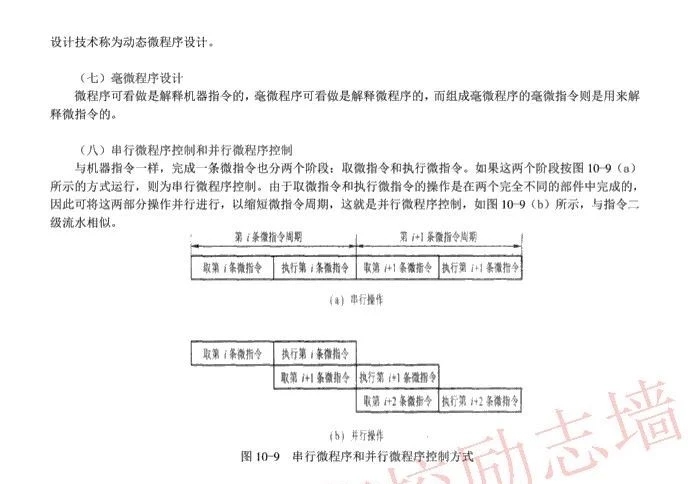 设计技术称为动态微程序设计。
（七）毫微程序设计
微程序可看做是解释机器指令的，毫微程序可看做是解释微程序的，而组成毫微程序的毫微指令则是用来解
释微指令的。
（八）串行微程序控制和并行微程序控制
与机器指令一样，完成一条微指令也分两个阶段：取微指令和执行微指令。如果这两个阶段按图 10-9（a）
所示的方式运行，则为串行微程序控制。由于取微指令和执行微指令的操作是在两个完全不同的部件中完成的，
因此可将这两部分操作并行进行，以缩短微指令周期，这就是并行微程序控制，如图 10-9（b）所示，与指令二
级流水相似。
第 i 条微指令周期 第 i+1 条微指令周期
取第 i 条微指令 执行第 i 条微指令 取第 i+1 条微指令 执行第 i+1 条微指令
(a) 串行操作
取第 i 条微指令 执行第 i 条微指令
取第 i+1 条微指令 执行第 i+1 条微指令
取第 i+2 条微指令 执行第 i+2 条微指令
(b) 并行操作
图 10-9 串行微程序和并行微程序控制方式
励志墙